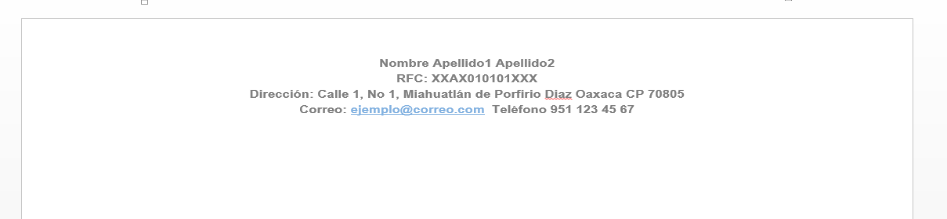 Nombre Apellido1 Apellido2
RFC: XXAX010101XXX
Dirección: Calle 1, No 1, Miahuatlán de Porfirio Diaz Oaxaca CP 70805
Correo: ejemplo@correo.com Teléfono 951 123 45 67